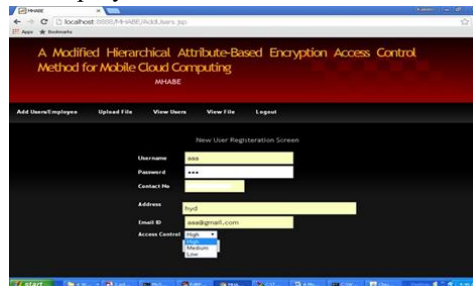 MHABE
localhost:8888/MHABE/AddUsers.jsp
Apps Bookmarks
A Modified Hierarchical Attribute-Based Encryption Access Control
Method for Mobile Cloud Computing
MHABE
Add Users/Employee Upload File View Users View File Logout
New User Registeration Screen
Username aaa
Password •••
Contact No
Address hyd
Email ID aaa@gmail.com
Access Control High
High
Medium
Low
start